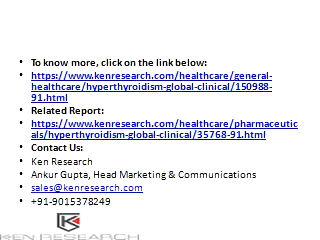 • To know more, click on the link below:
• https://www.kenresearch.com/healthcare/general-
healthcare/hyperthyroidism-global-clinical/150988-
91.html
• Related Report:
• https://www.kenresearch.com/healthcare/pharmaceutic
als/hyperthyroidism-global-clinical/35768-91.html
• Contact Us:
• Ken Research
• Ankur Gupta, Head Marketing & Communications
• sales@kenresearch.com
• +91-9015378249
KEN RESEARCH